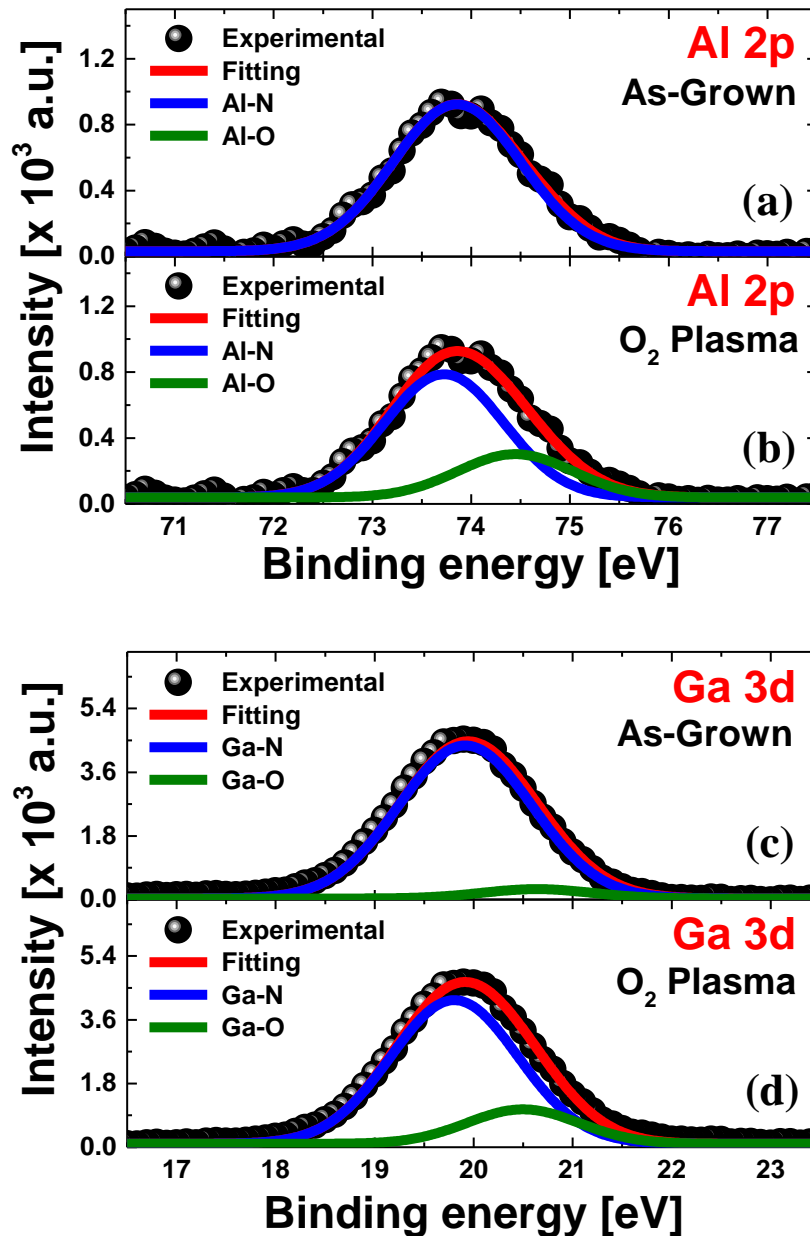 Experimental
Fitting
Al-N
Al-O
Al 2p
As-Grown
(a)
1.2
0.8
0.4
0.0
Experimental
Fitting
Al-N
Al-O
Al 2p
O₂ Plasma
(b)
1.2
0.8
0.4
0.0
Intensity [x 10³ a.u.]
71 72 73 74 75 76 77
Binding energy [eV]
Experimental
Fitting
Ga-N
Ga-O
Ga 3d
As-Grown
(c)
5.4
3.6
1.8
0.0
Experimental
Fitting
Ga-N
Ga-O
Ga 3d
O₂ Plasma
(d)
5.4
3.6
1.8
0.0
Intensity [x 10³ a.u.]
17 18 19 20 21 22 23
Binding energy [eV]